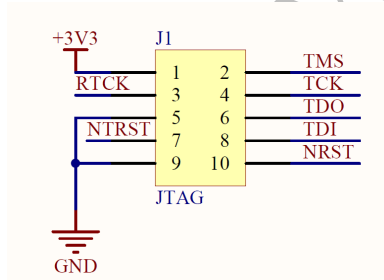 +3V3
J1
1 2 TMS
RTCK 3 4 TCK
5 6 TDO
NTRST 7 8 TDI
9 10 NRST
JTAG
GND